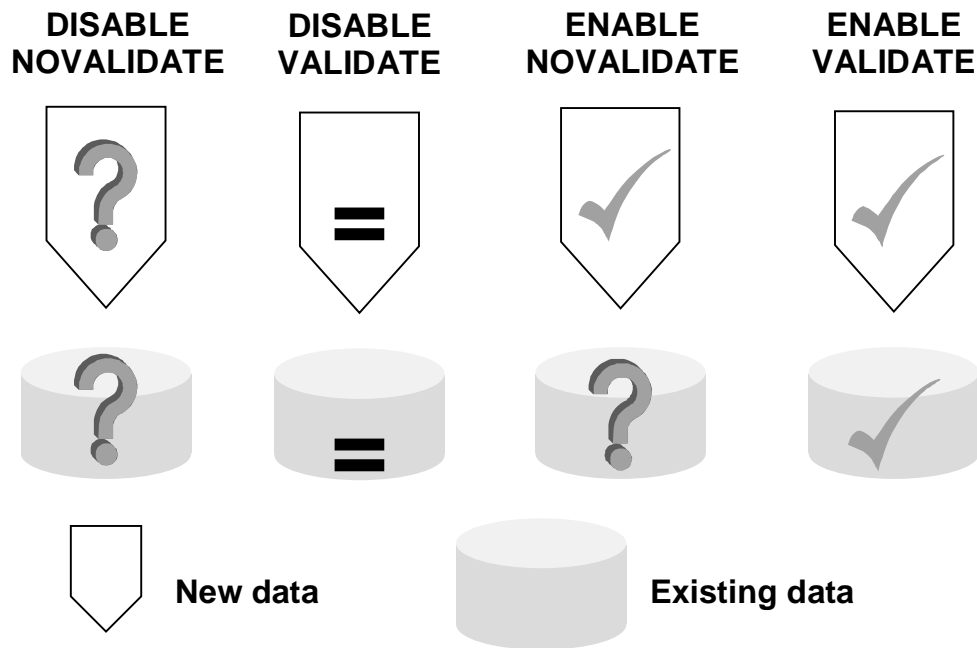 DISABLE
NOVALIDATE
DISABLE
VALIDATE
ENABLE
NOVALIDATE
ENABLE
VALIDATE
?
=
?
=
?
New data
Existing data